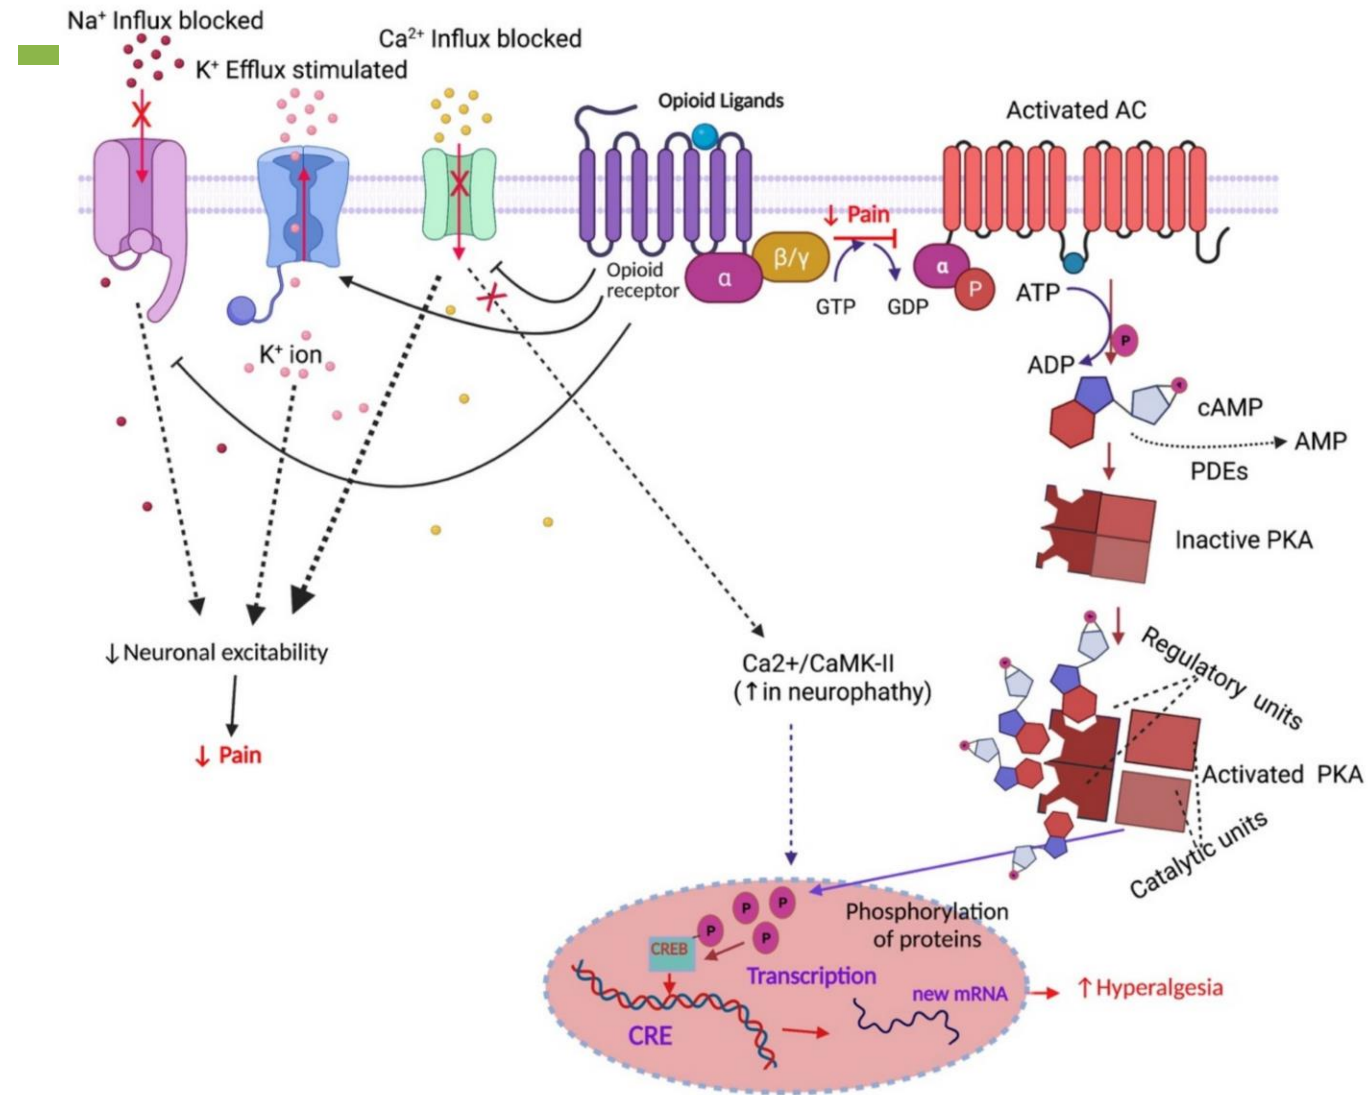 Na⁺ Influx blocked
K⁺ Efflux stimulated
Ca²⁺ Influx blocked
Opioid Ligands
Activated AC
X
X
↓ Pain
β/γ
α
Opioid
receptor
GTP
GDP
α
P
ATP
P
ADP
X
K⁺ ion
cAMP
AMP
PDEs
Inactive PKA
↓ Neuronal excitability
↓ Pain
Ca2+/CaMK-II
(↑in neurophathy)
Regulatory units
Activated PKA
Catalytic units
P
P
P
P
CREB
Phosphorylation
of proteins
Transcription
new mRNA
CRE
↑ Hyperalgesia